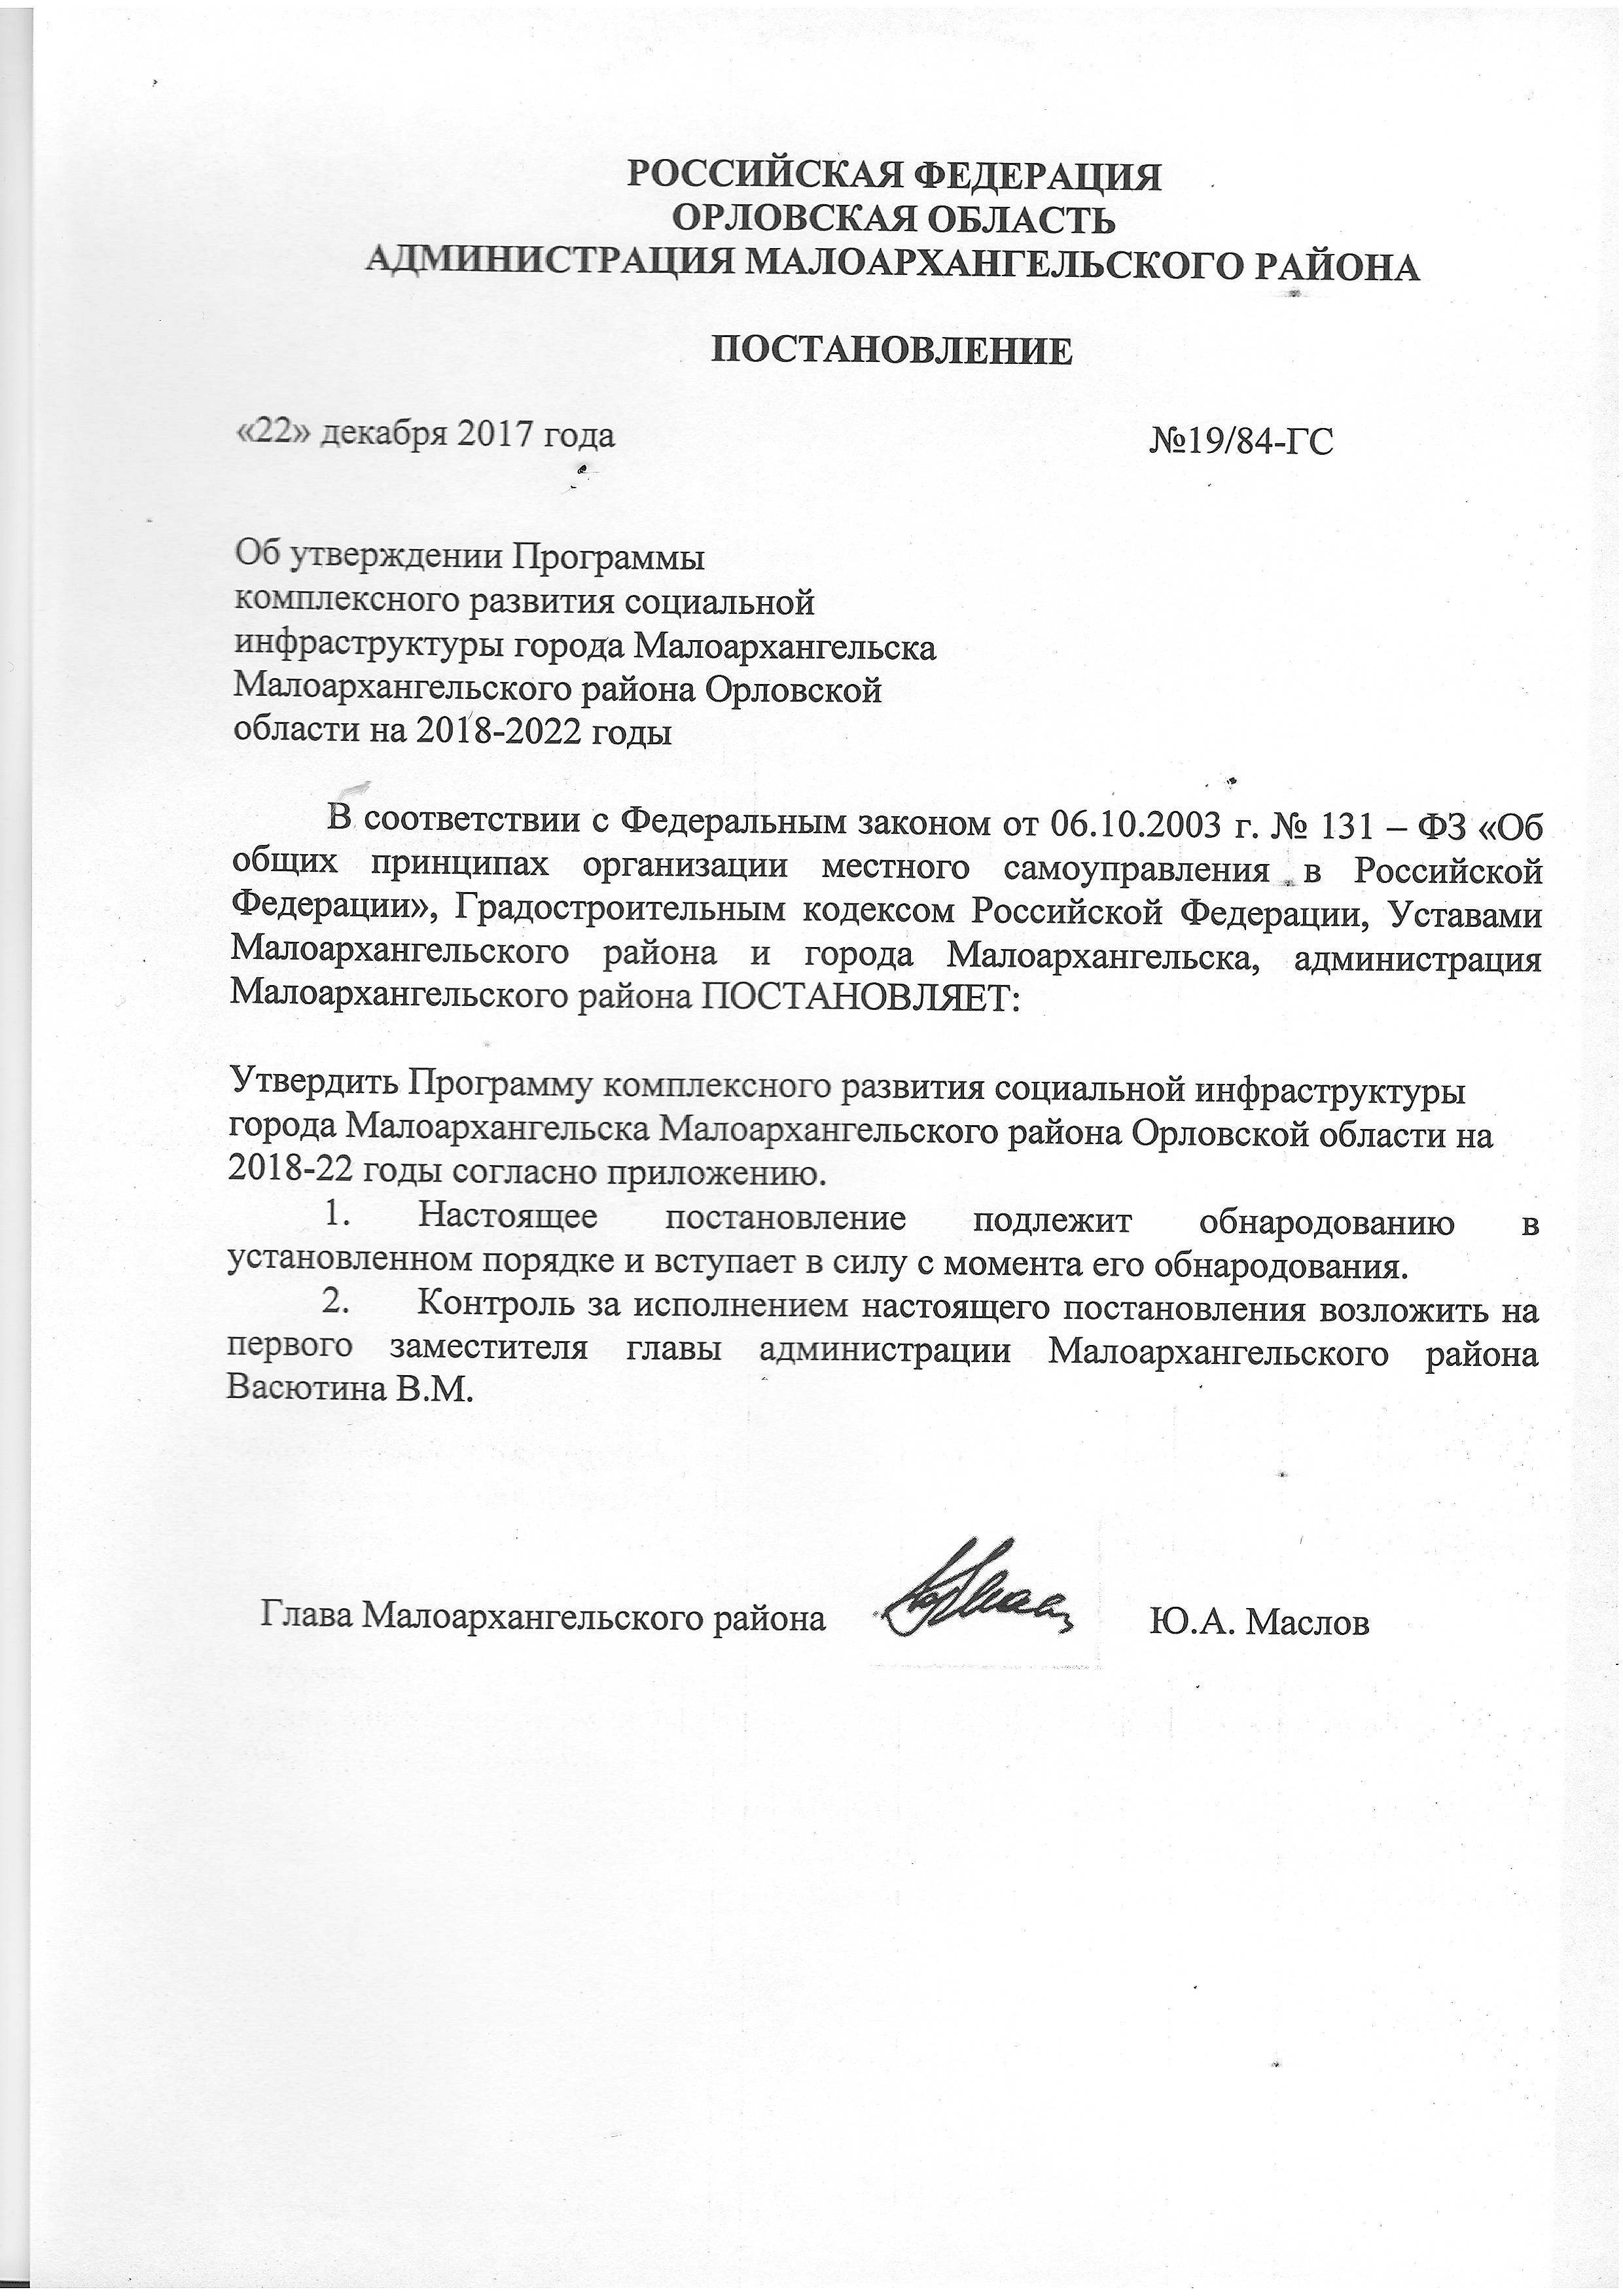 РОССИЙСКАЯ ФЕДЕРАЦИЯ
ОРЛОВСКАЯ ОБЛАСТЬ
АДМИНИСТРАЦИЯ МАЛОАРХАНГЕЛЬСКОГО РАЙОНА
ПОСТАНОВЛЕНИЕ
«22» декабря 2017 года №19/84-ГС
Об утверждении Программы
комплексного развития социальной
инфраструктуры города Малоархангельска
Малоархангельского района Орловской
области на 2018-2022 годы
В соответствии с Федеральным законом от 06.10.2003 г. № 131 – ФЗ «Об
общих принципах организации местного самоуправления в Российской
Федерации», Градостроительным кодексом Российской Федерации, Уставами
Малоархангельского района и города Малоархангельска, администрация
Малоархангельского района ПОСТАНОВЛЯЕТ:
Утвердить Программу комплексного развития социальной инфраструктуры
города Малоархангельска Малоархангельского района Орловской области на
2018-22 годы согласно приложению.
1. Настоящее постановление подлежит обнародованию в
установленном порядке и вступает в силу с момента его обнародования.
2. Контроль за исполнением настоящего постановления возложить на
первого заместителя главы администрации Малоархангельского района
Васютина В.М.
Глава Малоархангельского района Ю.А. Маслов